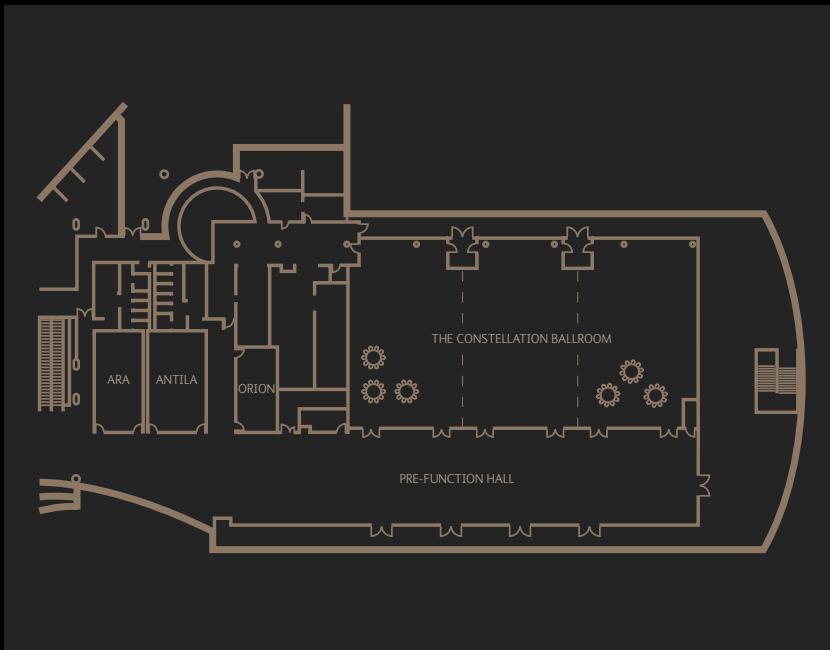 THE CONSTELLATION BALLROOM
ARA
ANTILA
ORION
PRE-FUNCTION HALL